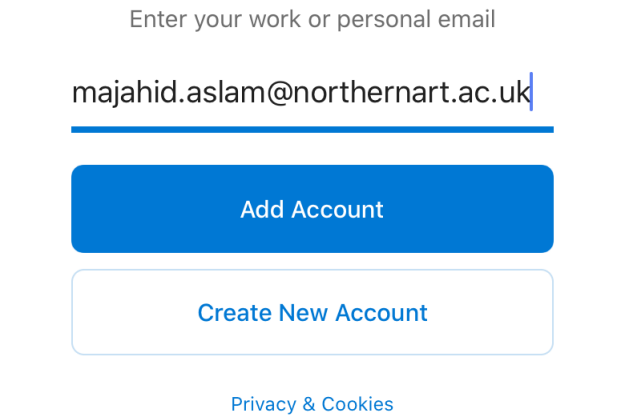 Enter your work or personal email
majahid.aslam@northernart.ac.uk
Add Account
Create New Account
Privacy & Cookies